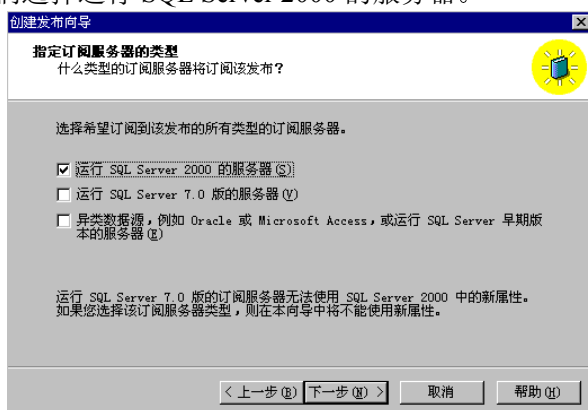 们选择运行 SQL Server 2000 的服务器。
创建发布向导
指定订阅服务器的类型
什么类型的订阅服务器将订阅该发布?
选择希望订阅到该发布的所有类型的订阅服务器。
运行 SQL Server 2000 的服务器(S)
运行 SQL Server 7.0 版的服务器(V)
异类数据源，例如 Oracle 或 Microsoft Access，或运行 SQL Server 早期版
本的服务器(E)
运行 SQL Server 7.0 版的订阅服务器无法使用 SQL Server 2000 中的新属性。
如果您选择该订阅服务器类型，则在本向导中将不能使用新属性。
< 上一步(B) 下一步(N) > 取消 帮助(H)